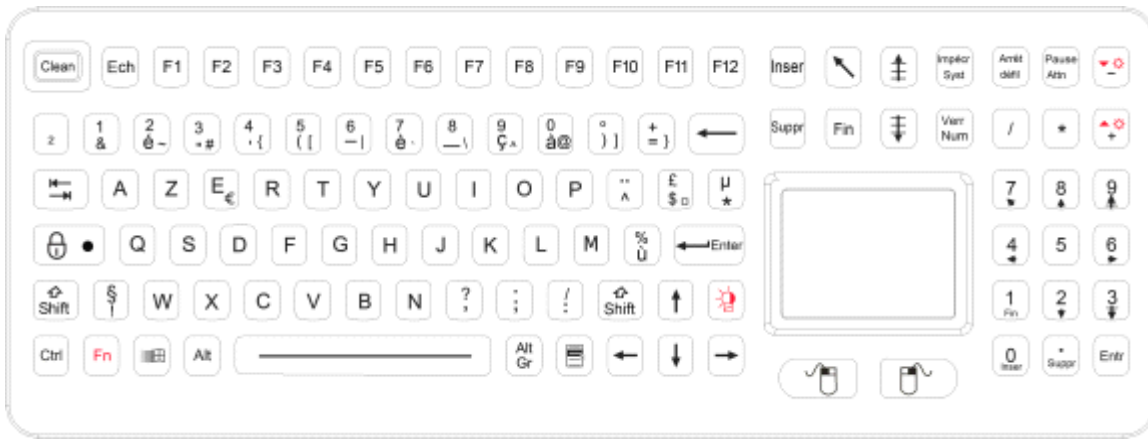 Clean Ech F1 F2 F3 F4 F5 F6 F7 F8 F9 F10 F11 F12 Inser Impécr Syst Arrêt défil Pause Attn −
² 1 & 2 é ~ 3 " # 4 ' { 5 ( [ 6 - | 7 è ` 8 _ \ 9 ç ^ 0 à @ ° ) ] + = } Suppr Fin Verr Num / * +
A Z E € R T Y U I O P ¨ ^ £ $ ¤ µ * 7 8 9
Q S D F G H J K L M % ù Enter 4 5 6
Shift § ! W X C V B N ? , . ; / : Shift 1 Fin 2 3
Ctrl Fn Alt Alt Gr 0 Inser . Suppr Entr